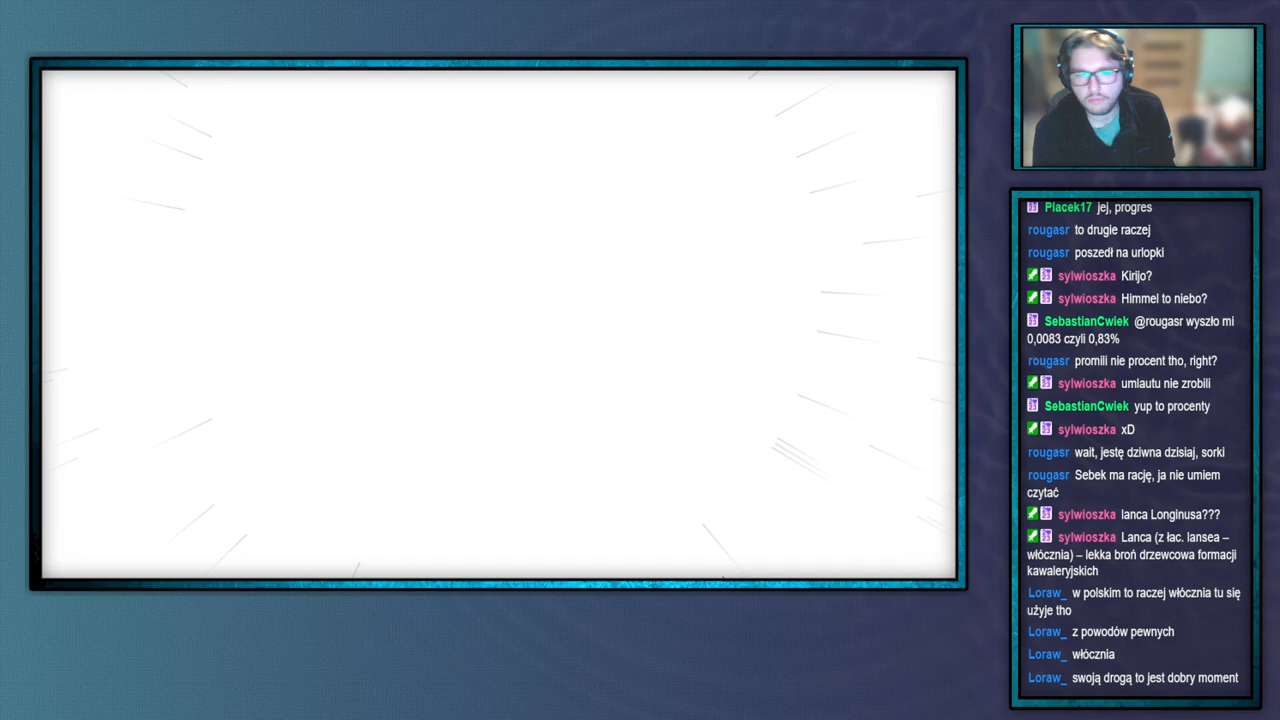 Placek17 jej, progres
rougasr to drugie raczej
rougasr poszedł na urlopki
sylwioszka Kirijo?
sylwioszka Himmel to niebo?
SebastianCwiek @rougasr wyszło mi
0,0083 czyli 0,83%
rougasr promili nie procent tho, right?
sylwioszka umlautu nie zrobili
SebastianCwiek yup to procenty
sylwioszka xD
rougasr wait, jestę dziwna dzisiaj, sorki
rougasr Sebek ma rację, ja nie umiem
czytać
sylwioszka lanca Longinusa???
sylwioszka Lanca (z łac. lansea –
włócznia) – lekka broń drzewcowa formacji
kawaleryjskich
Loraw_ w polskim to raczej włócznia tu się
użyje tho
Loraw_ z powodów pewnych
Loraw_ włócznia
Loraw_ swoją drogą to jest dobry moment